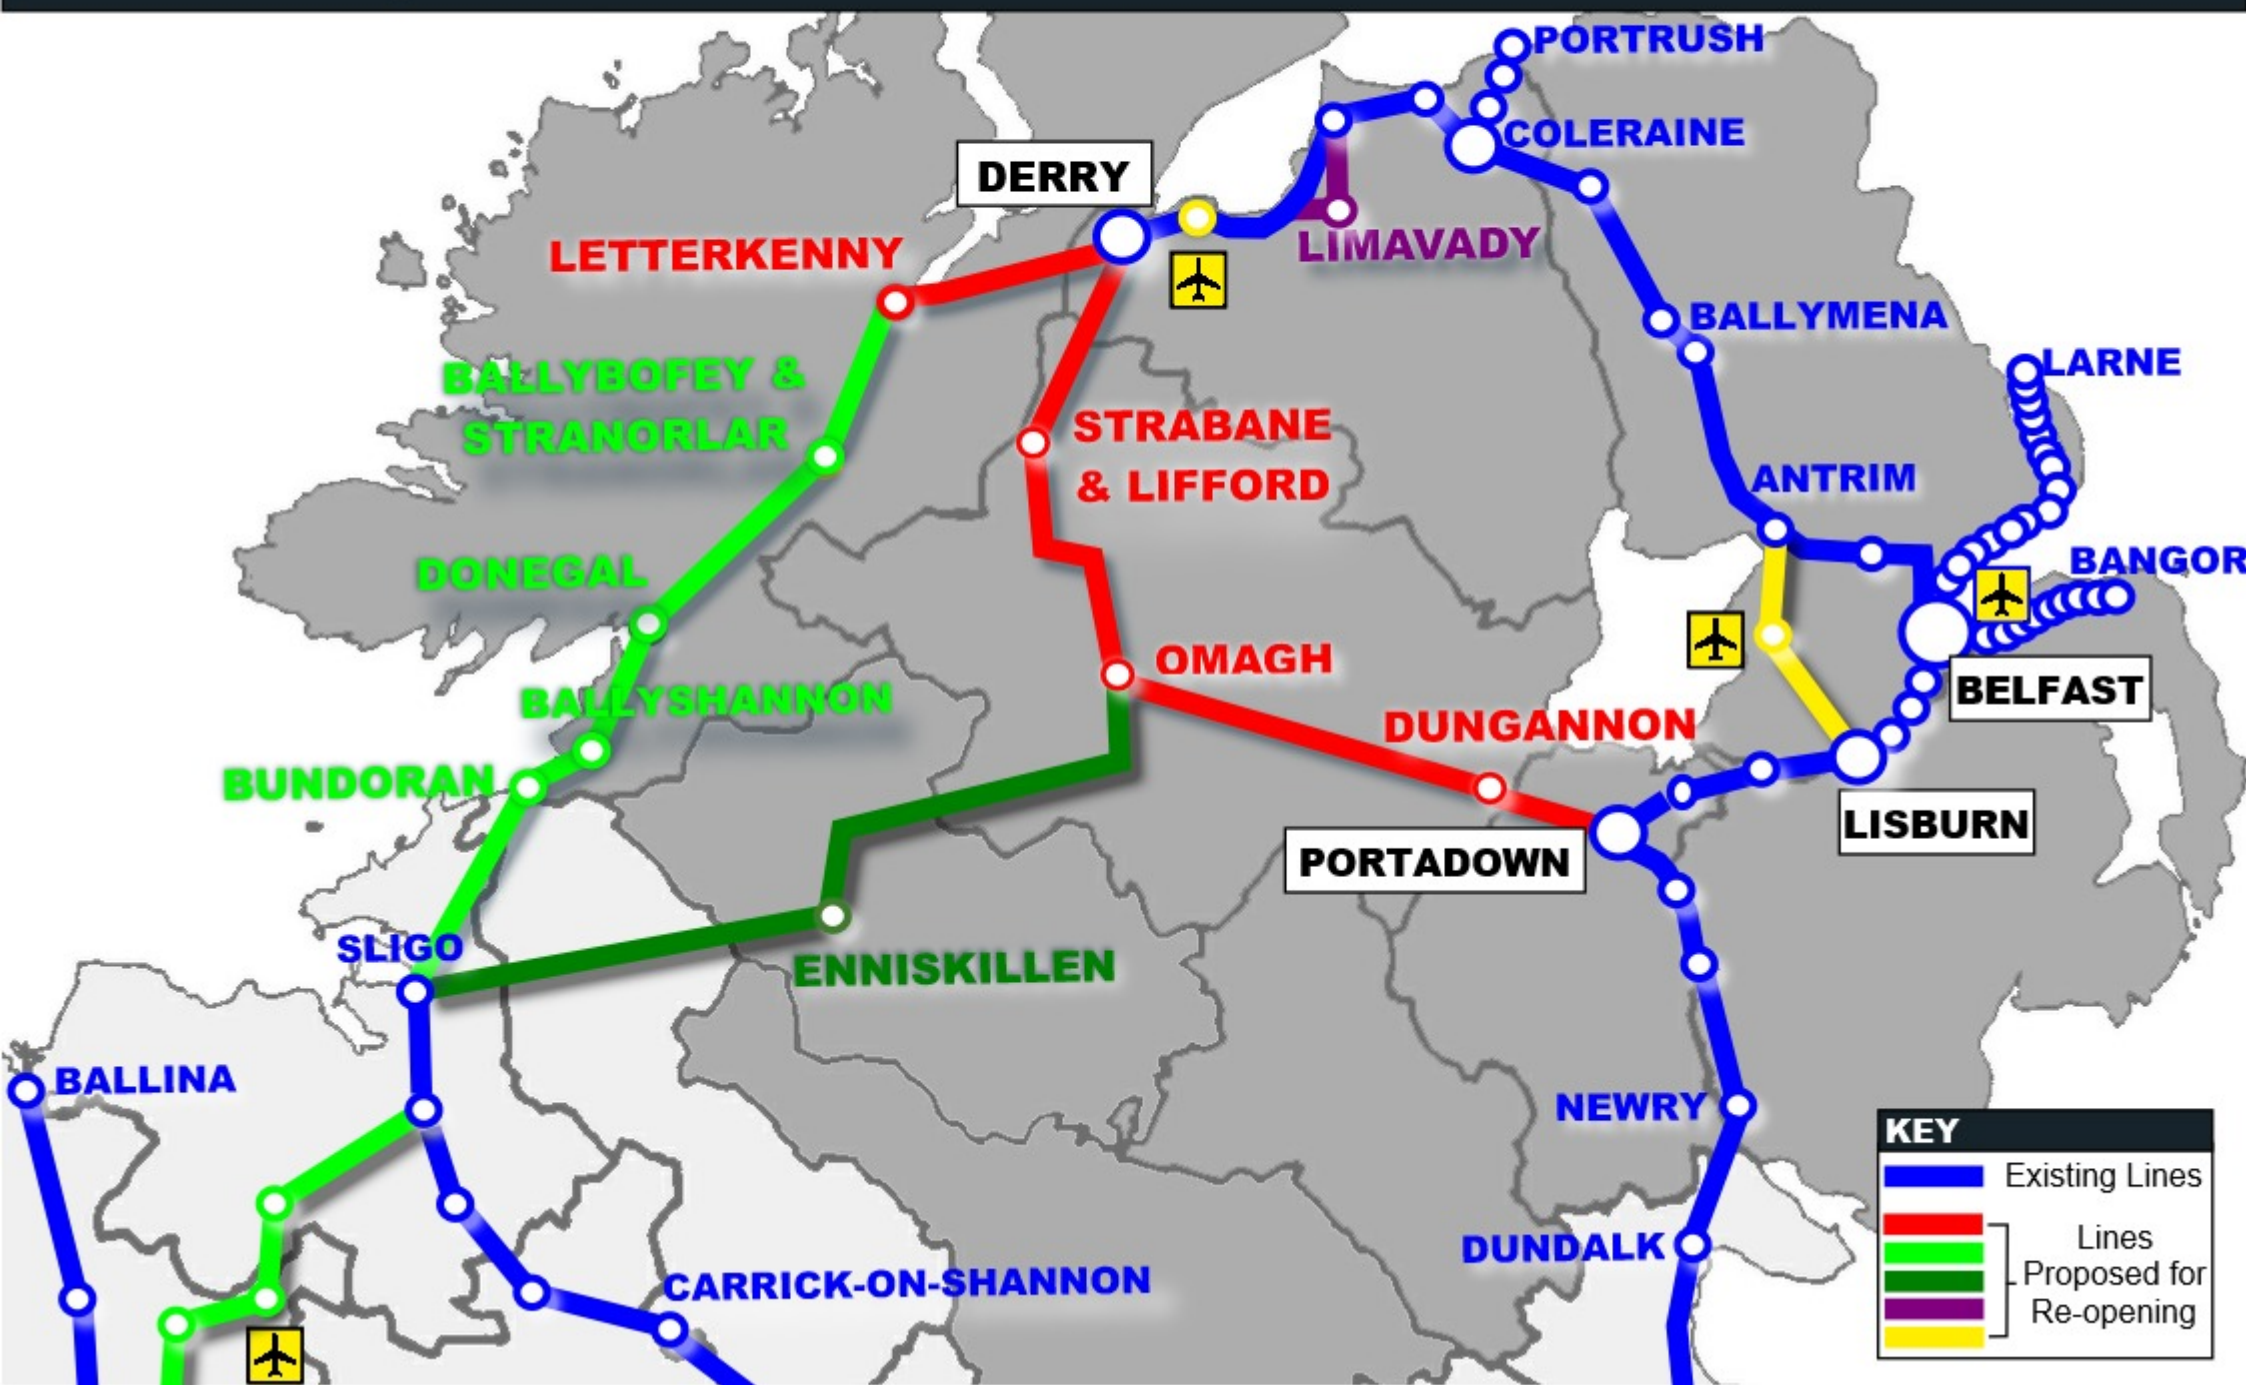 PORTRUSH
COLERAINE
DERRY
LIMAVADY
LETTERKENNY
BALLYMENA
LARNE
BALLYBOFEY &
STRANORLAR
STRABANE
& LIFFORD
ANTRIM
BANGOR
DONEGAL
OMAGH
BELFAST
BALLYSHANNON
DUNGANNON
BUNDORAN
LISBURN
PORTADOWN
SLIGO
ENNISKILLEN
BALLINA
NEWRY
DUNDALK
CARRICK-ON-SHANNON
KEY
Existing Lines
Lines
Proposed for
Re-opening